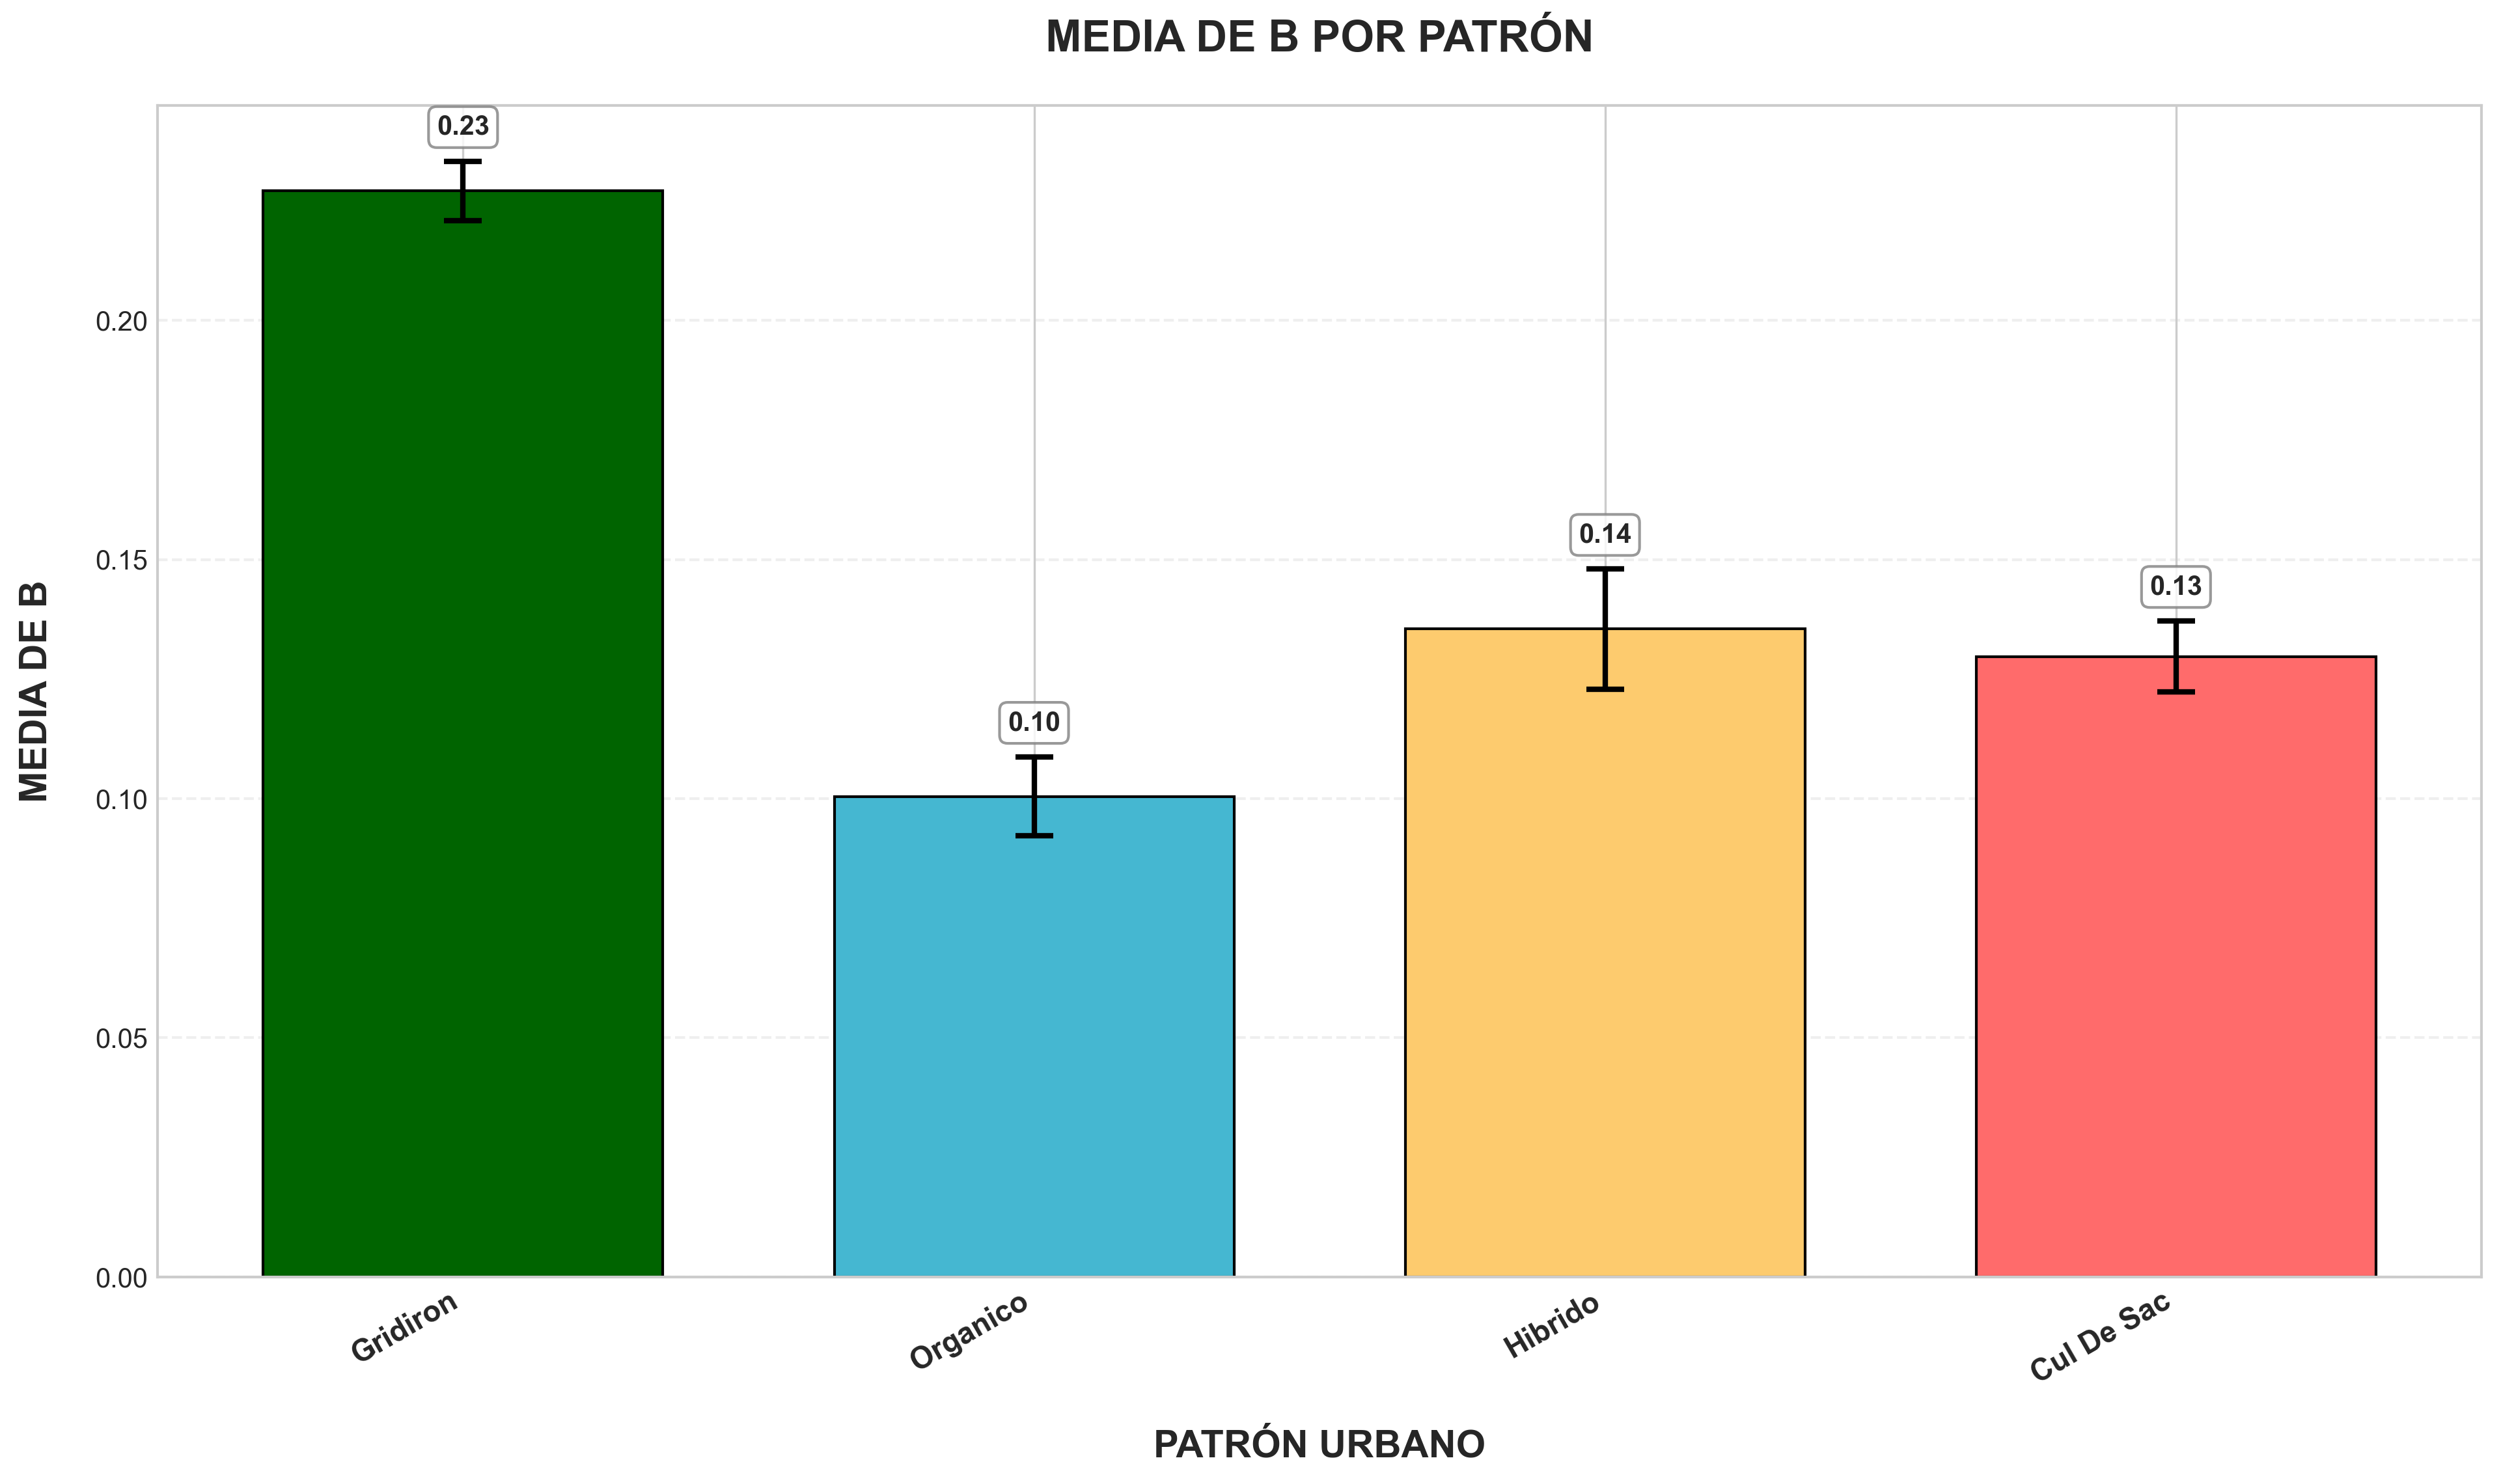 MEDIA DE B POR PATRÓN
0.23
0.20
0.14
0.15
0.13
0.10
0.10
0.05
0.00
MEDIA DE B
Gridiron
Organico
Hibrido
Cul De Sac
PATRÓN URBANO